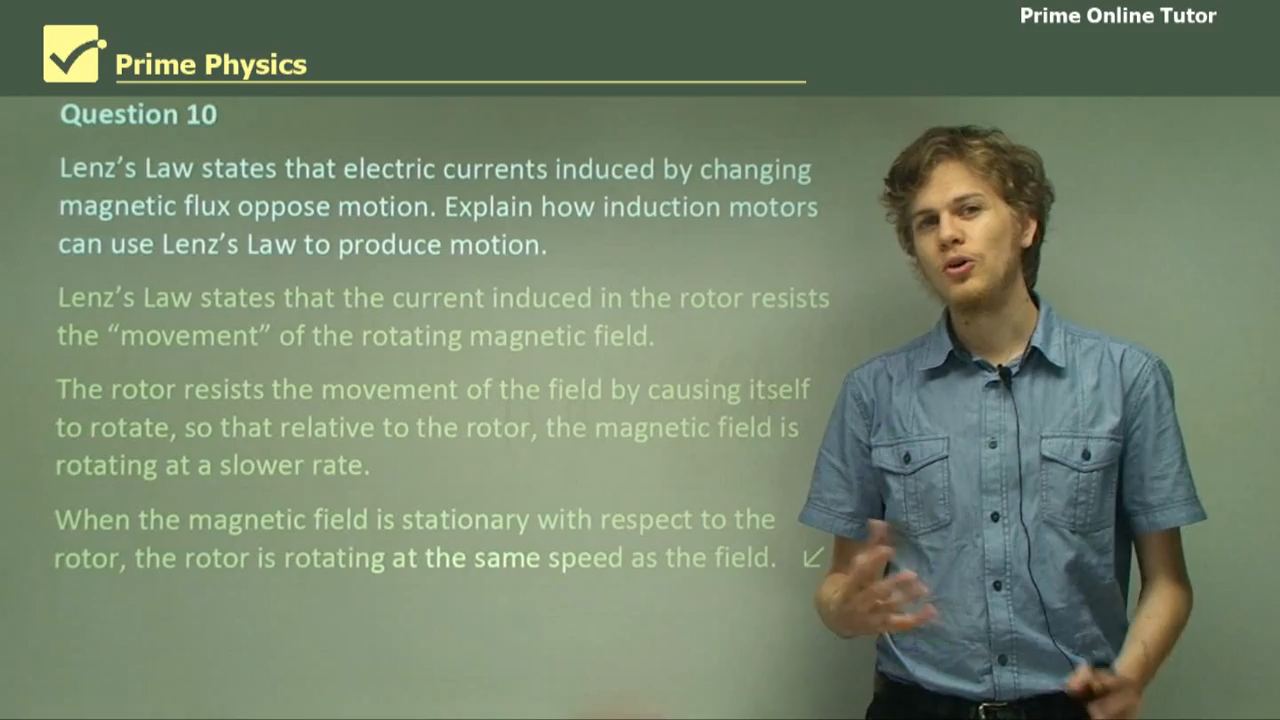 Prime Online Tutor
Prime Physics
Question 10
Lenz’s Law states that electric currents induced by changing
magnetic flux oppose motion. Explain how induction motors
can use Lenz’s Law to produce motion.
Lenz’s Law states that the current induced in the rotor resists
the “movement” of the rotating magnetic field.
The rotor resists the movement of the field by causing itself
to rotate, so that relative to the rotor, the magnetic field is
rotating at a slower rate.
When the magnetic field is stationary with respect to the
rotor, the rotor is rotating at the same speed as the field.